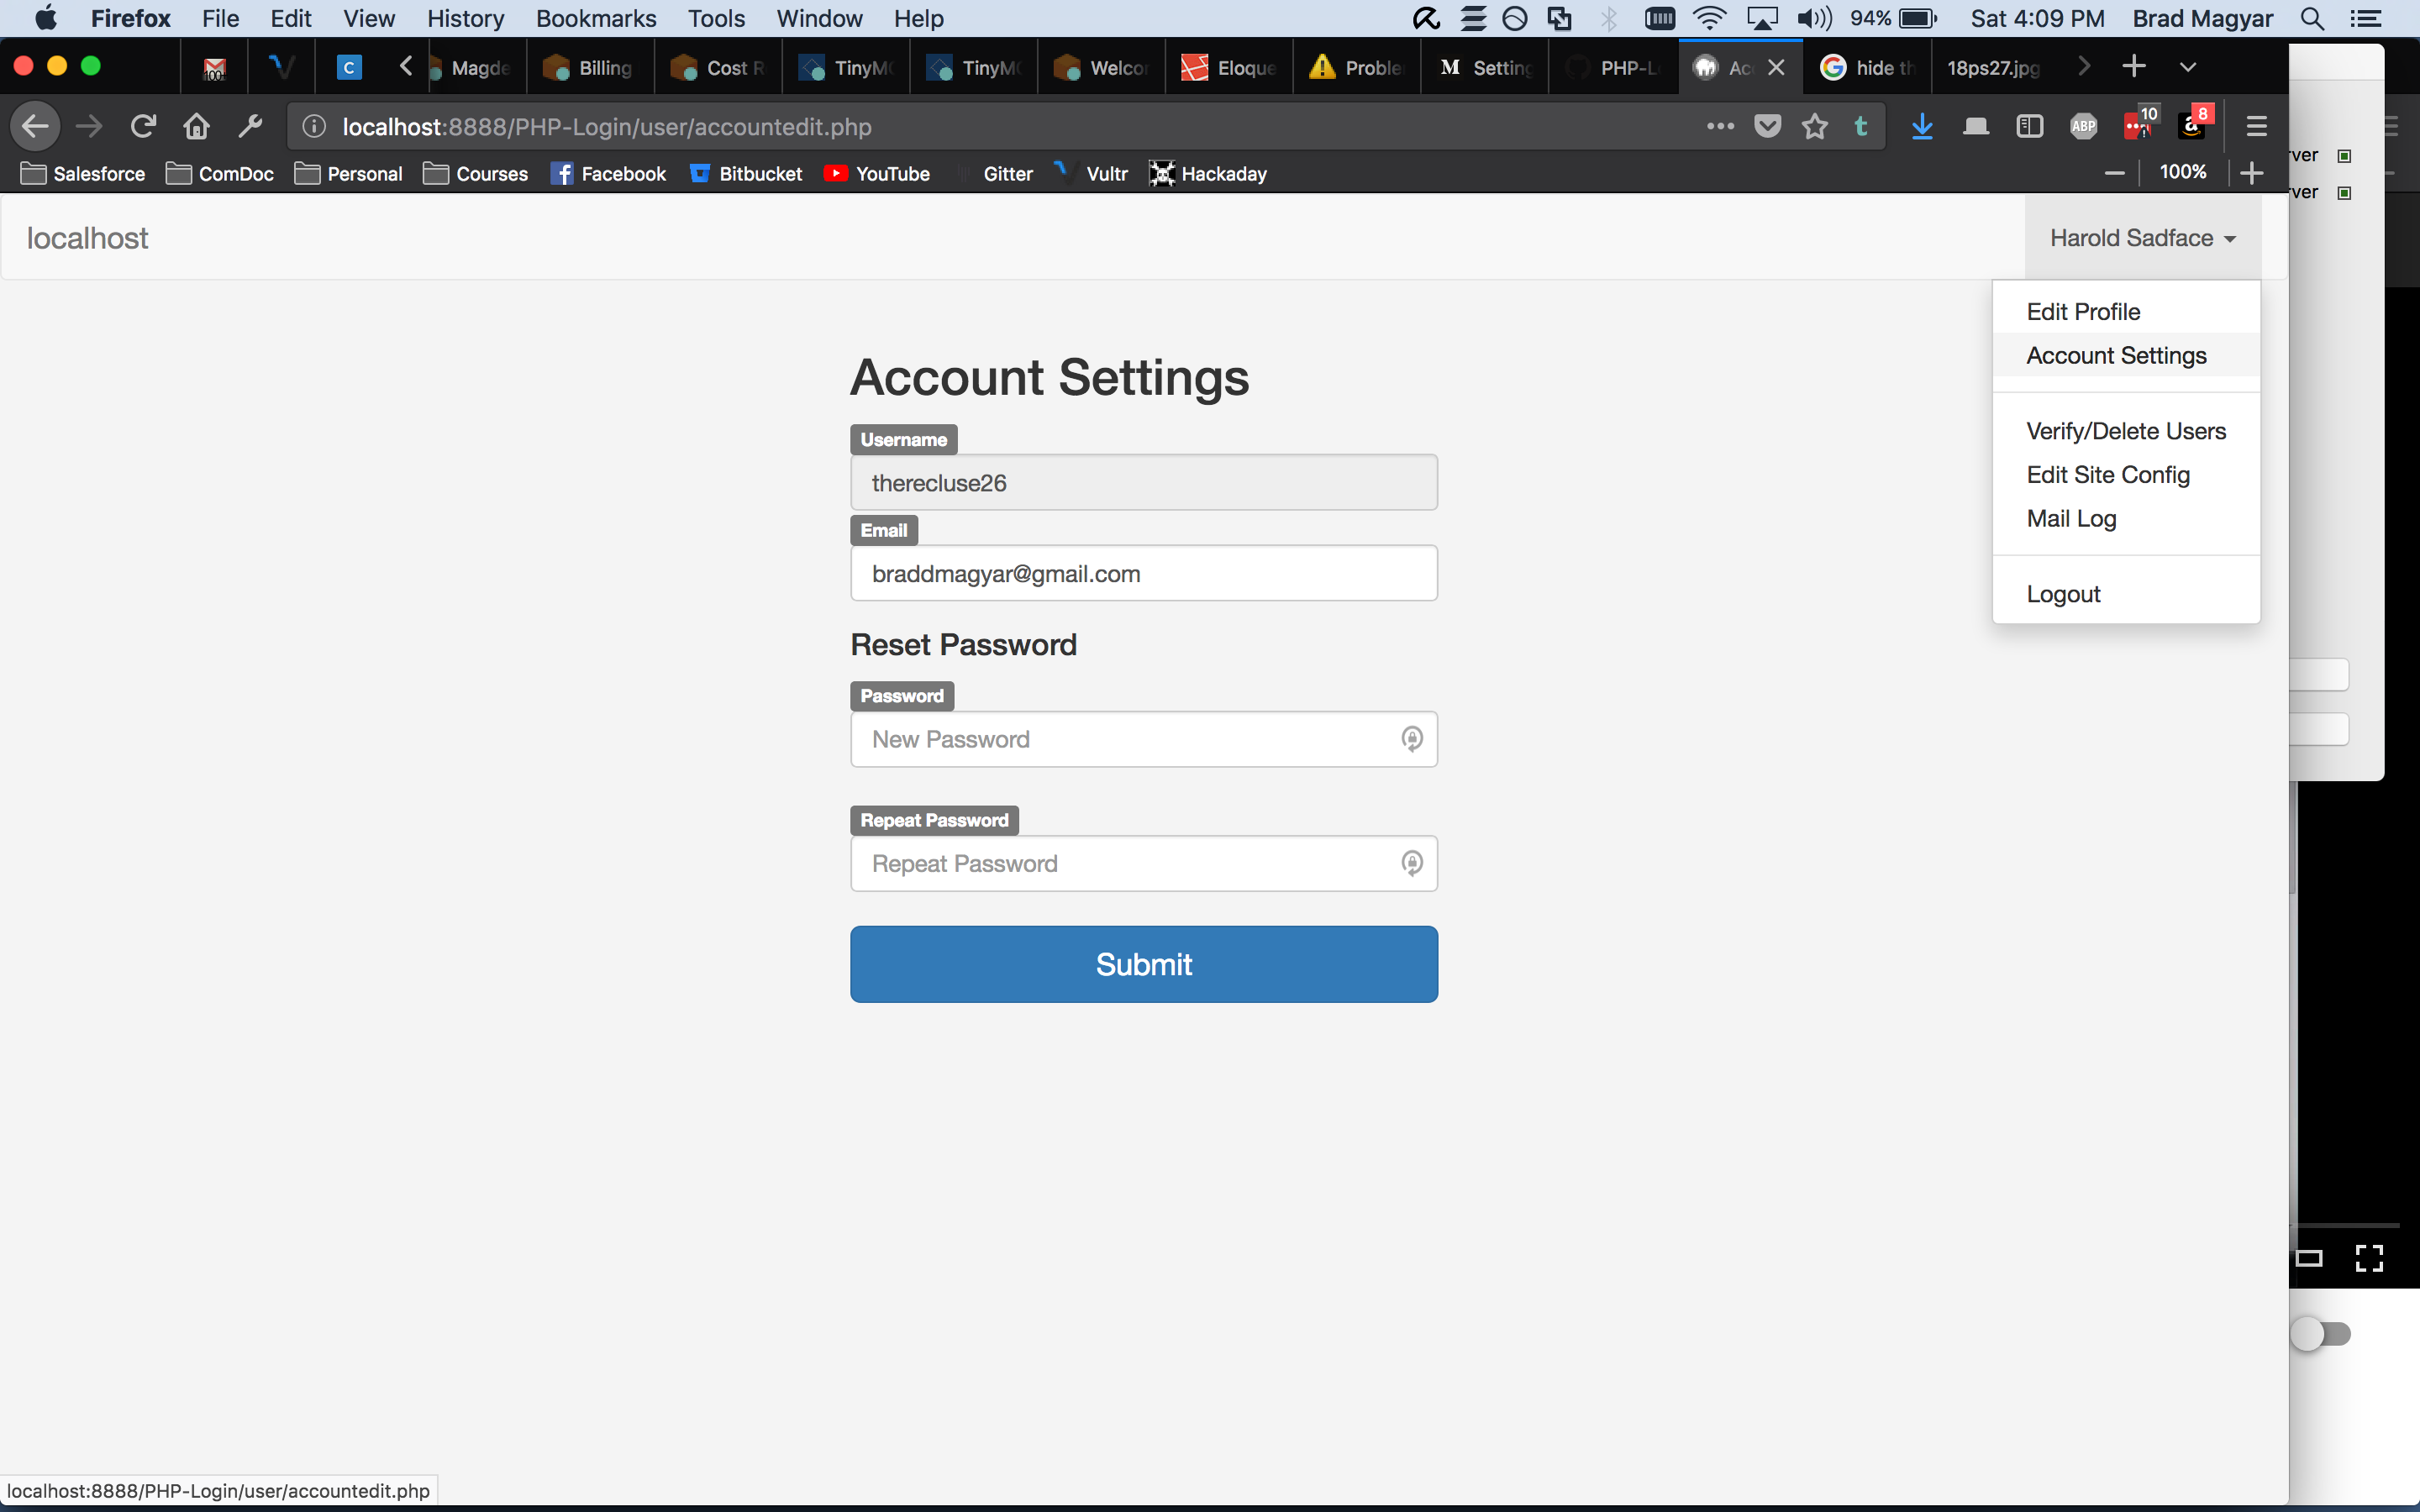 Firefox File Edit View History Bookmarks Tools Window Help 94% Sat 4:09 PM Brad Magyar
Magde Billing Cost R TinyM TinyM Welcor Eloque Proble M Setting PHP-L Acc hide th 18ps27.jpg
localhost:8888/PHP-Login/user/accountedit.php t ABP 10 8
Salesforce ComDoc Personal Courses Facebook Bitbucket YouTube Gitter Vultr Hackaday 100%
ver
ver
localhost Harold Sadface
Edit Profile
Account Settings
Verify/Delete Users
Edit Site Config
Mail Log
Logout
Account Settings
Username
therecluse26
Email
braddmagyar@gmail.com
Reset Password
Password
New Password
Repeat Password
Repeat Password
Submit
localhost:8888/PHP-Login/user/accountedit.php